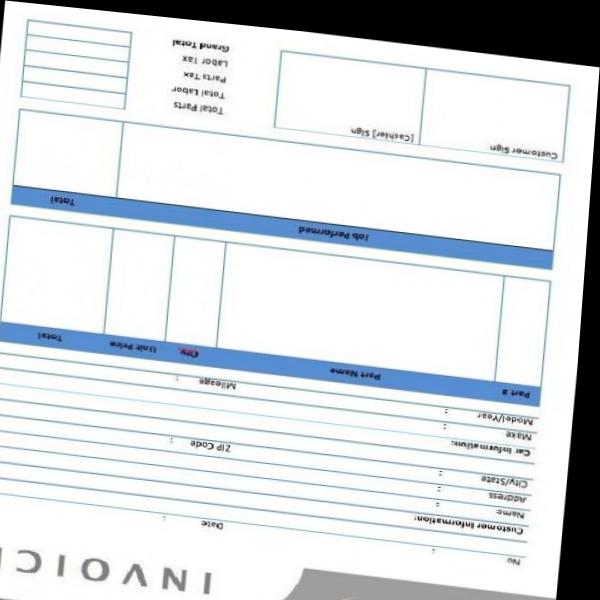 INVOIC
No :
Date :
Customer Information:
Name :
Address :
City/State :
ZIP Code :
Car Information:
Make :
Model/Year :
Mileage :
Part # Part Name Qty. Unit Price Total
Job Performed Total
Customer Sign [Cashier] Sign
Total Parts
Total Labor
Parts Tax
Labor Tax
Grand Total